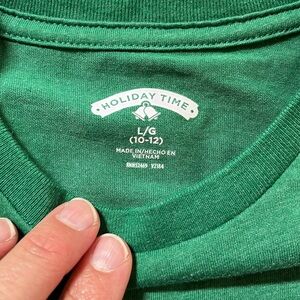 · HOLIDAY TIME ·
L/G
(10-12)
MADE IN/HECHO EN
VIETNAM